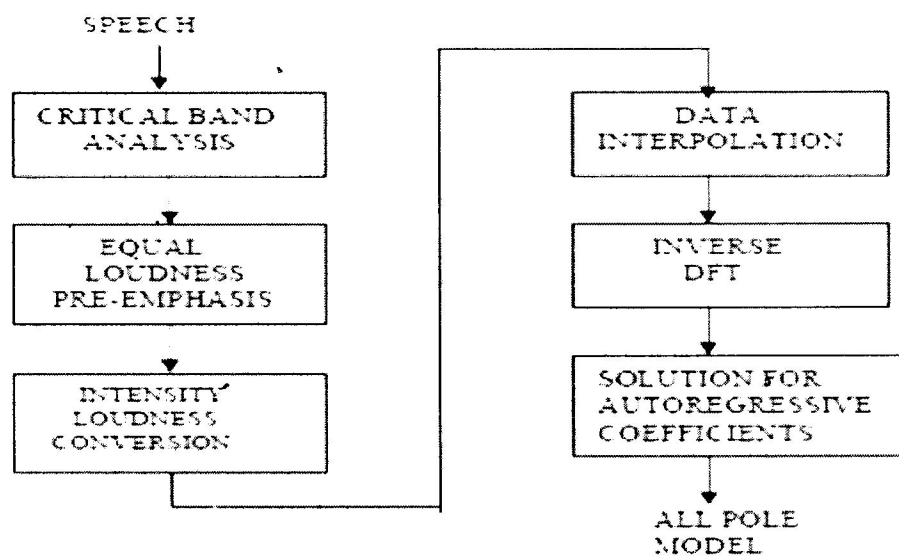 SPEECH
CRITICAL BAND
ANALYSIS
EQUAL
LOUDNESS
PRE-EMPHASIS
INTENSITY
LOUDNESS
CONVERSION
DATA
INTERPOLATION
INVERSE
DFT
SOLUTION FOR
AUTOREGRESSIVE
COEFFICIENTS
ALL POLE
MODEL